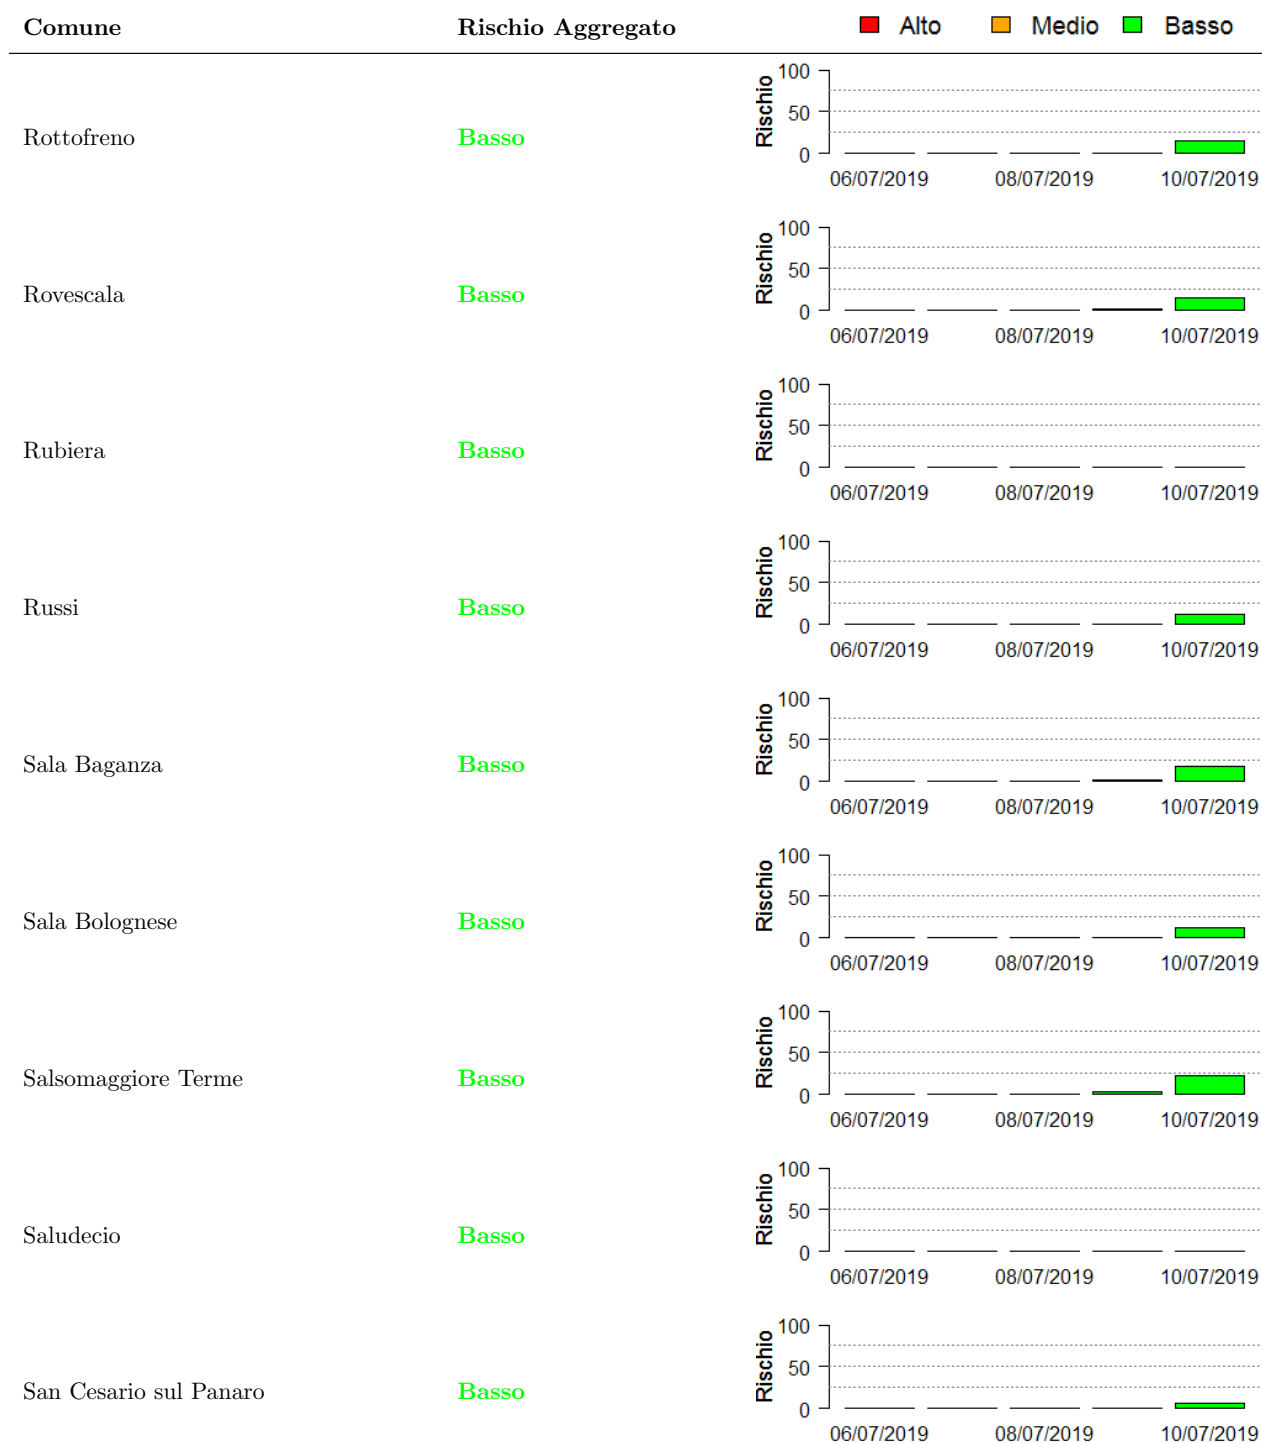 Comune Rischio Aggregato Alto Medio Basso
100
50
0
Rischio
Rottofreno Basso
06/07/2019 08/07/2019 10/07/2019
100
50
0
Rischio
Rovescala Basso
06/07/2019 08/07/2019 10/07/2019
100
50
0
Rischio
Rubiera Basso
06/07/2019 08/07/2019 10/07/2019
100
50
0
Rischio
Russi Basso
06/07/2019 08/07/2019 10/07/2019
100
50
0
Rischio
Sala Baganza Basso
06/07/2019 08/07/2019 10/07/2019
100
50
0
Rischio
Sala Bolognese Basso
06/07/2019 08/07/2019 10/07/2019
100
50
0
Rischio
Salsomaggiore Terme Basso
06/07/2019 08/07/2019 10/07/2019
100
50
0
Rischio
Saludecio Basso
06/07/2019 08/07/2019 10/07/2019
100
50
0
Rischio
San Cesario sul Panaro Basso
06/07/2019 08/07/2019 10/07/2019